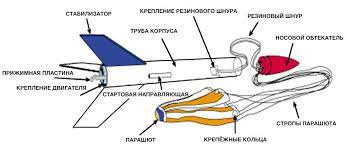 СТАБИЛИЗАТОР
КРЕПЛЕНИЕ РЕЗИНОВОГО ШНУРА
РЕЗИНОВЫЙ ШНУР
ТРУБА КОРПУСА
НОСОВОЙ ОБТЕКАТЕЛЬ
ПРИЖИМНАЯ ПЛАСТИНА
КРЕПЛЕНИЕ ДВИГАТЕЛЯ
СТАРТОВАЯ НАПРАВЛЯЮЩАЯ
СТРОПЫ ПАРАШЮТА
ПАРАШЮТ
КРЕПЁЖНЫЕ КОЛЬЦА